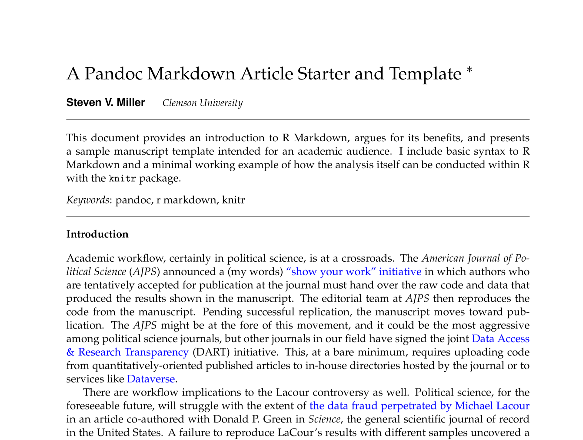 A Pandoc Markdown Article Starter and Template *
Steven V. Miller Clemson University
This document provides an introduction to R Markdown, argues for its benefits, and presents
a sample manuscript template intended for an academic audience. I include basic syntax to R
Markdown and a minimal working example of how the analysis itself can be conducted within R
with the knitr package.
Keywords: pandoc, r markdown, knitr
Introduction
Academic workflow, certainly in political science, is at a crossroads. The American Journal of Po-
litical Science (AJPS) announced a (my words) “show your work” initiative in which authors who
are tentatively accepted for publication at the journal must hand over the raw code and data that
produced the results shown in the manuscript. The editorial team at AJPS then reproduces the
code from the manuscript. Pending successful replication, the manuscript moves toward pub-
lication. The AJPS might be at the fore of this movement, and it could be the most aggressive
among political science journals, but other journals in our field have signed the joint Data Access
& Research Transparency (DART) initiative. This, at a bare minimum, requires uploading code
from quantitatively-oriented published articles to in-house directories hosted by the journal or to
services like Dataverse.
There are workflow implications to the Lacour controversy as well. Political science, for the
foreseeable future, will struggle with the extent of the data fraud perpetrated by Michael Lacour
in an article co-authored with Donald P. Green in Science, the general scientific journal of record
in the United States. A failure to reproduce LaCour’s results with different samples uncovered a